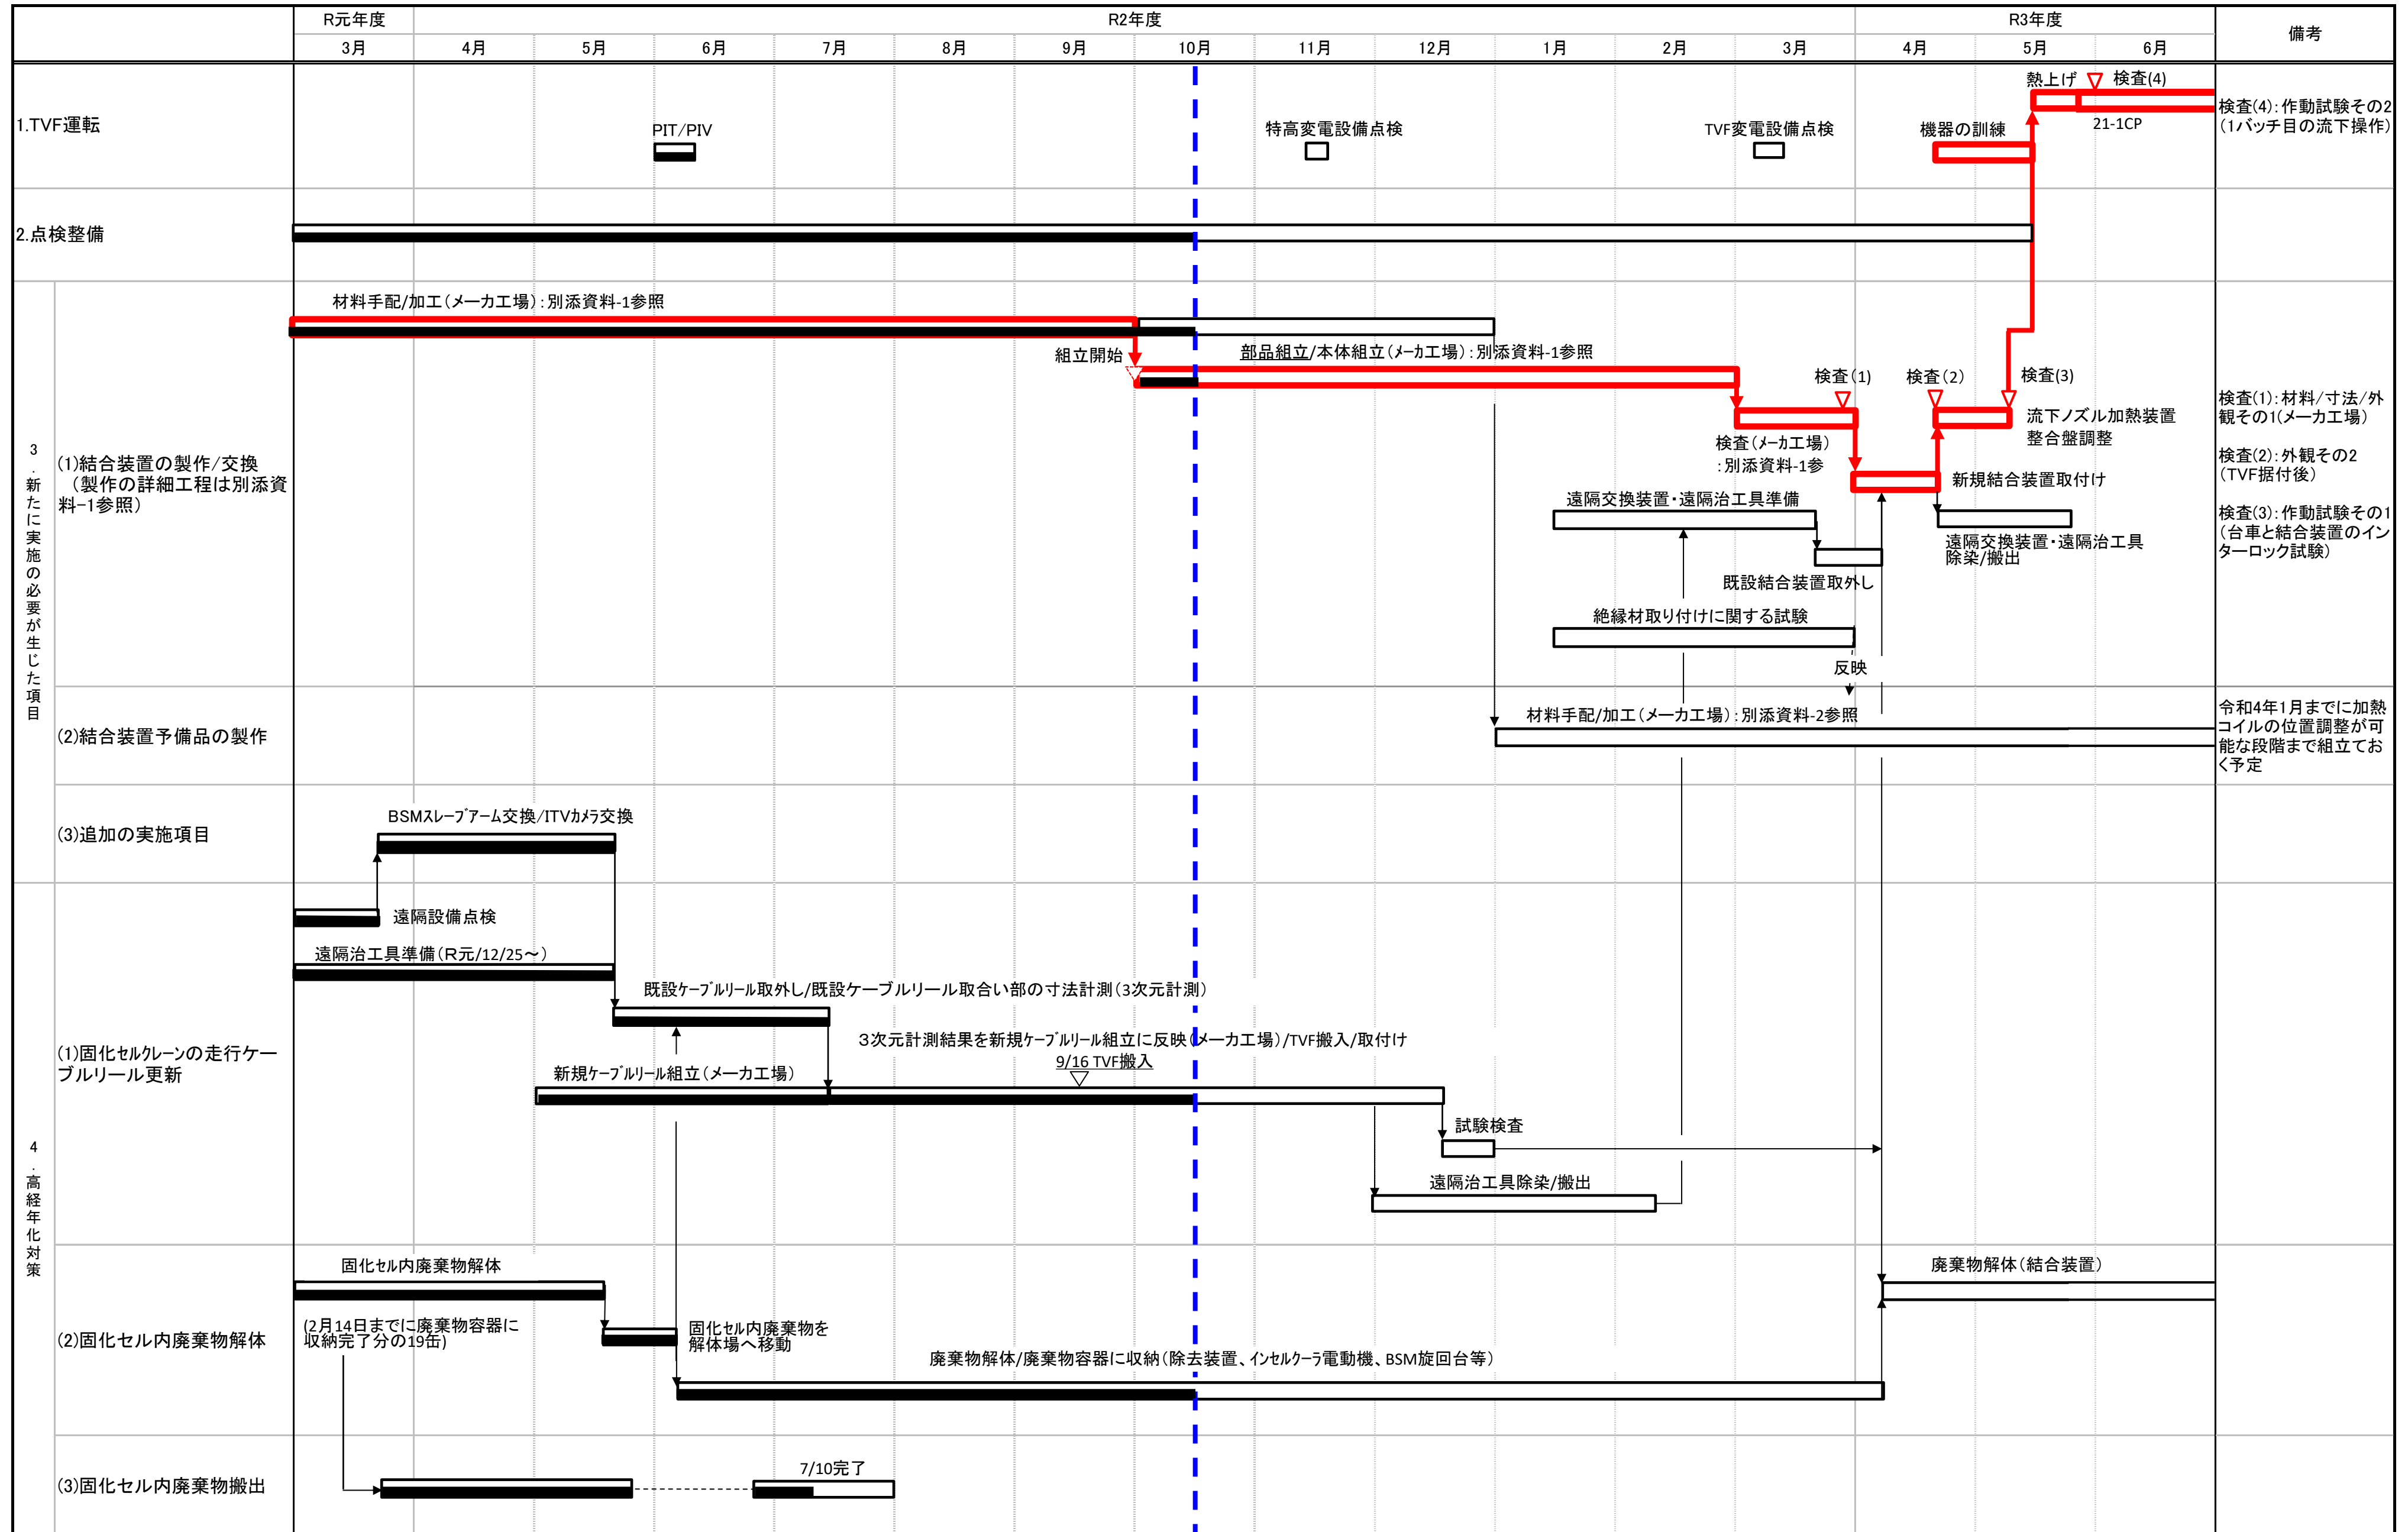 R元年度
R2年度
R3年度
備考
3月
4月
5月
6月
7月
8月
9月
10月
11月
12月
1月
2月
3月
4月
5月
6月
1.TVF運転
PIT/PIV
特高変電設備点検
TVF変電設備点検
機器の訓練
熱上げ
検査(4)
21-1CP
検査(4)：作動試験その2
（1バッチ目の流下操作）
2.点検整備
3．新たに実施の必要が生じた項目
(1)結合装置の製作/交換
（製作の詳細工程は別添資
料-1参照）
材料手配/加工（メーカ工場）：別添資料-1参照
組立開始
部品組立/本体組立（メーカ工場）：別添資料-1参照
検査（1）
検査（2）
検査(3)
検査（メーカ工場）
：別添資料-1参
流下ノズル加熱装置
整合盤調整
新規結合装置取付け
遠隔交換装置・遠隔治工具準備
既設結合装置取外し
遠隔交換装置・遠隔治工具
除染/搬出
絶縁材取り付けに関する試験
反映
検査(1)：材料/寸法/外
観その1(メーカ工場)
検査(2)：外観その2
（TVF据付後）
検査(3)：作動試験その1
（台車と結合装置のイン
ターロック試験）
(2)結合装置予備品の製作
材料手配/加工（メーカ工場）：別添資料-2参照
令和4年1月までに加熱
コイルの位置調整が可
能な段階まで組立てお
く予定
(3)追加の実施項目
BSMスレーブアーム交換/ITVカメラ交換
4．高経年化対策
(1)固化セルクレーンの走行ケー
ブルリール更新
遠隔設備点検
遠隔治工具準備（R元/12/25～）
既設ケーブルリール取外し/既設ケーブルリール取合い部の寸法計測（3次元計測）
３次元計測結果を新規ケーブルリール組立に反映（メーカ工場）/TVF搬入/取付け
9/16 TVF搬入
新規ケーブルリール組立（メーカ工場）
試験検査
遠隔治工具除染/搬出
(2)固化セル内廃棄物解体
固化セル内廃棄物解体
(2月14日までに廃棄物容器に
収納完了分の19缶)
固化セル内廃棄物を
解体場へ移動
廃棄物解体/廃棄物容器に収納（除去装置、インセルクーラ電動機、BSM旋回台等）
廃棄物解体（結合装置）
(3)固化セル内廃棄物搬出
7/10完了